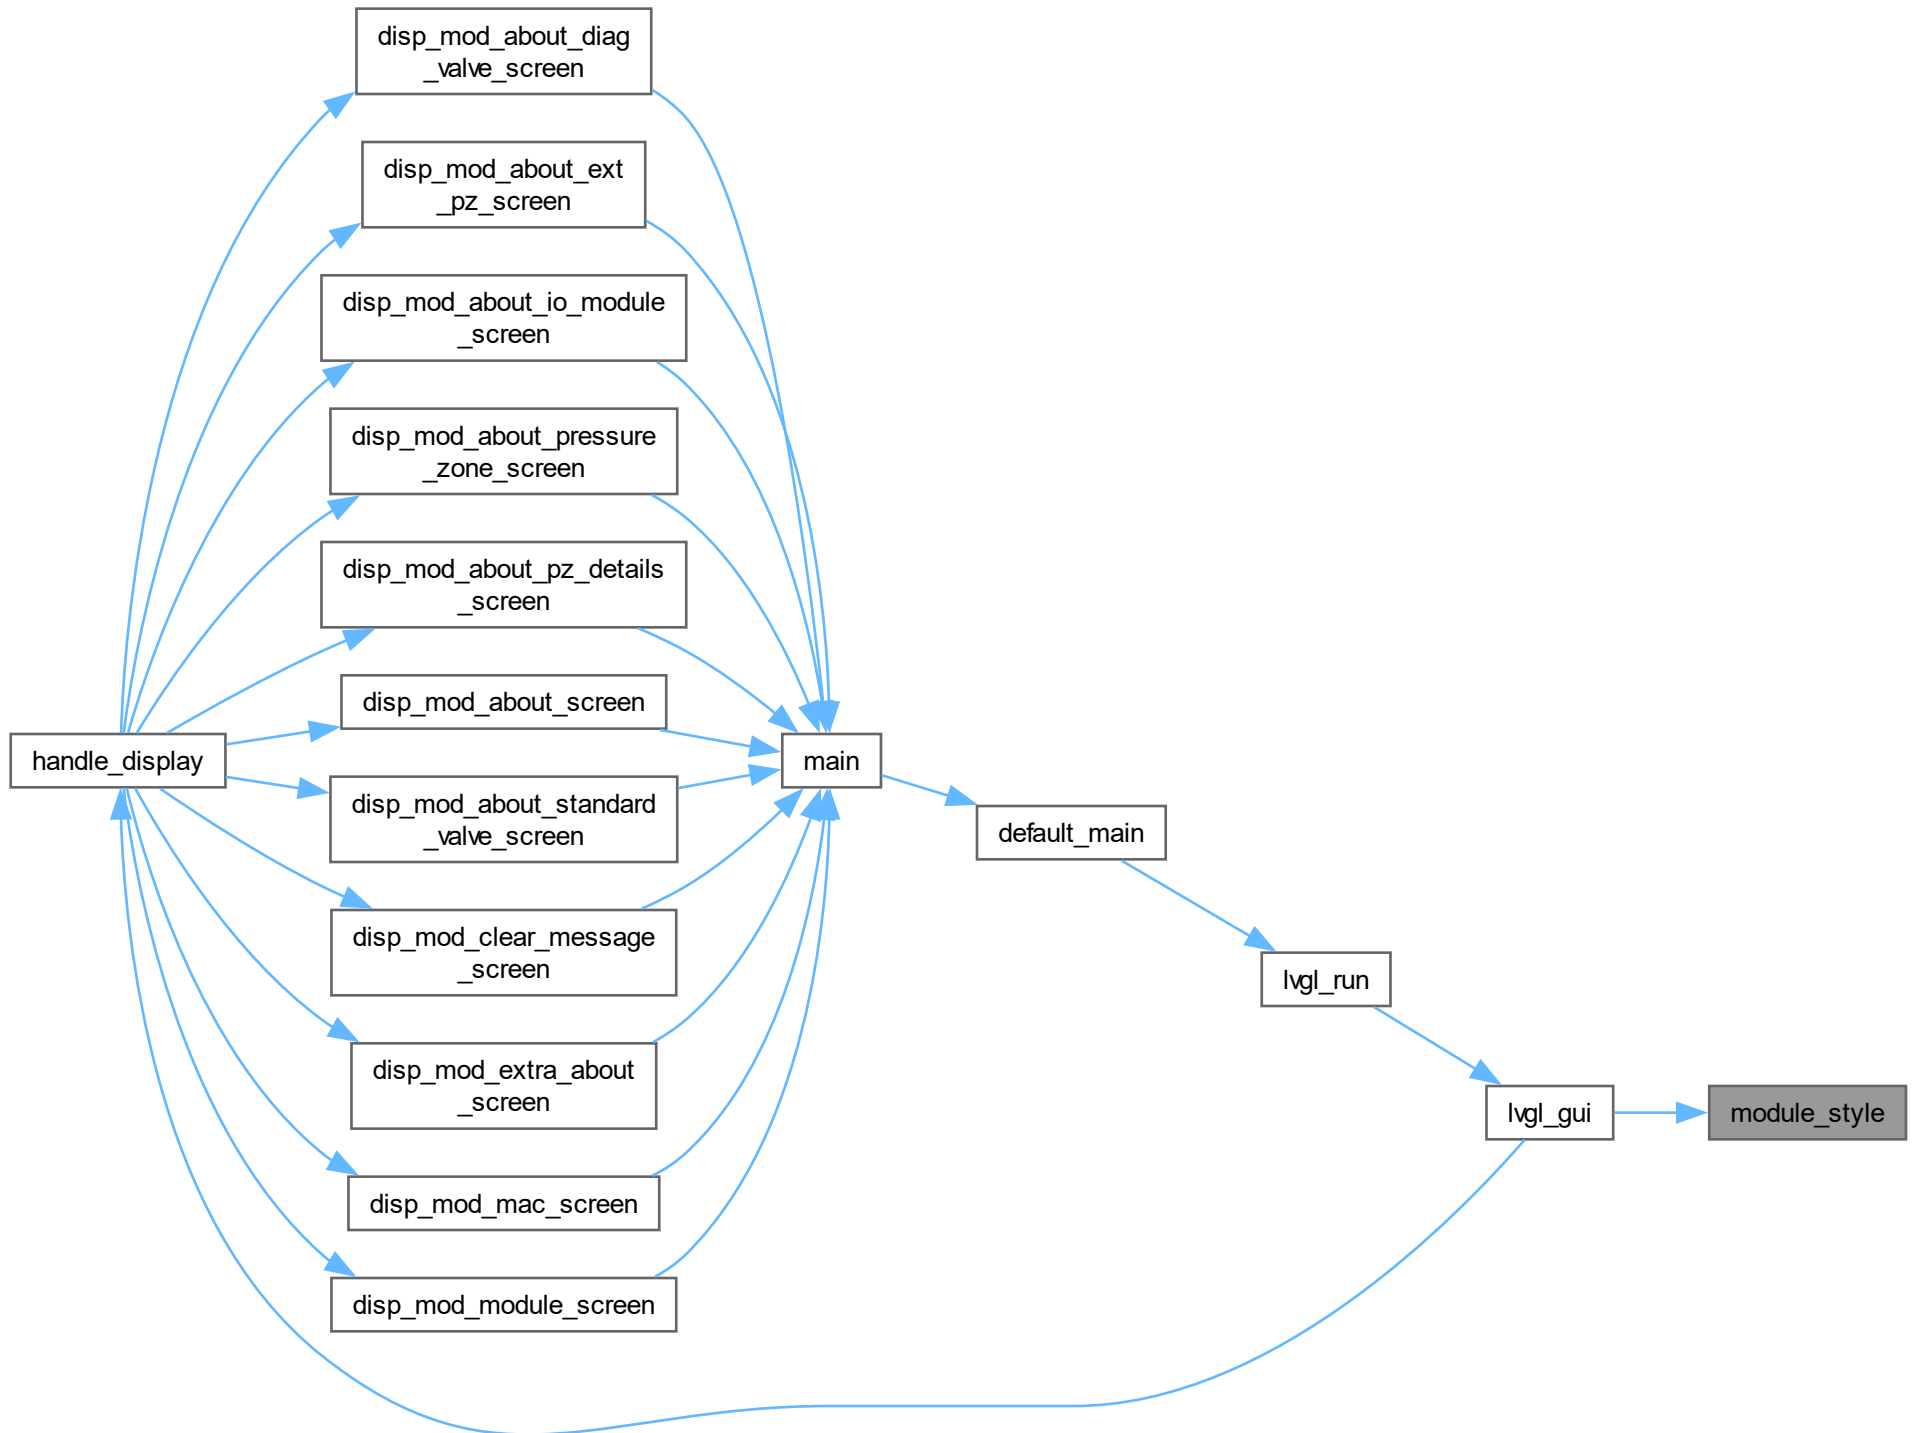 disp_mod_about_diag
_valve_screen
disp_mod_about_ext
_pz_screen
disp_mod_about_io_module
_screen
disp_mod_about_pressure
_zone_screen
disp_mod_about_pz_details
_screen
disp_mod_about_screen
handle_display
main
disp_mod_about_standard
_valve_screen
default_main
disp_mod_clear_message
_screen
lvgl_run
disp_mod_extra_about
_screen
lvgl_gui
module_style
disp_mod_mac_screen
disp_mod_module_screen